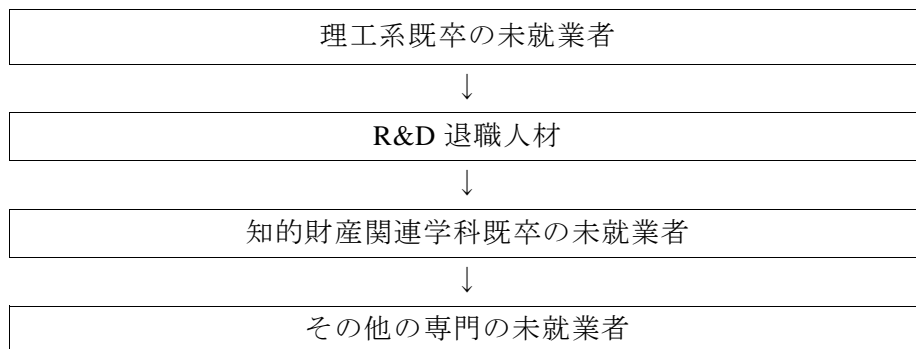 理工系既卒の未就業者
↓
R&D 退職人材
↓
知的財産関連学科既卒の未就業者
↓
その他の専門の未就業者